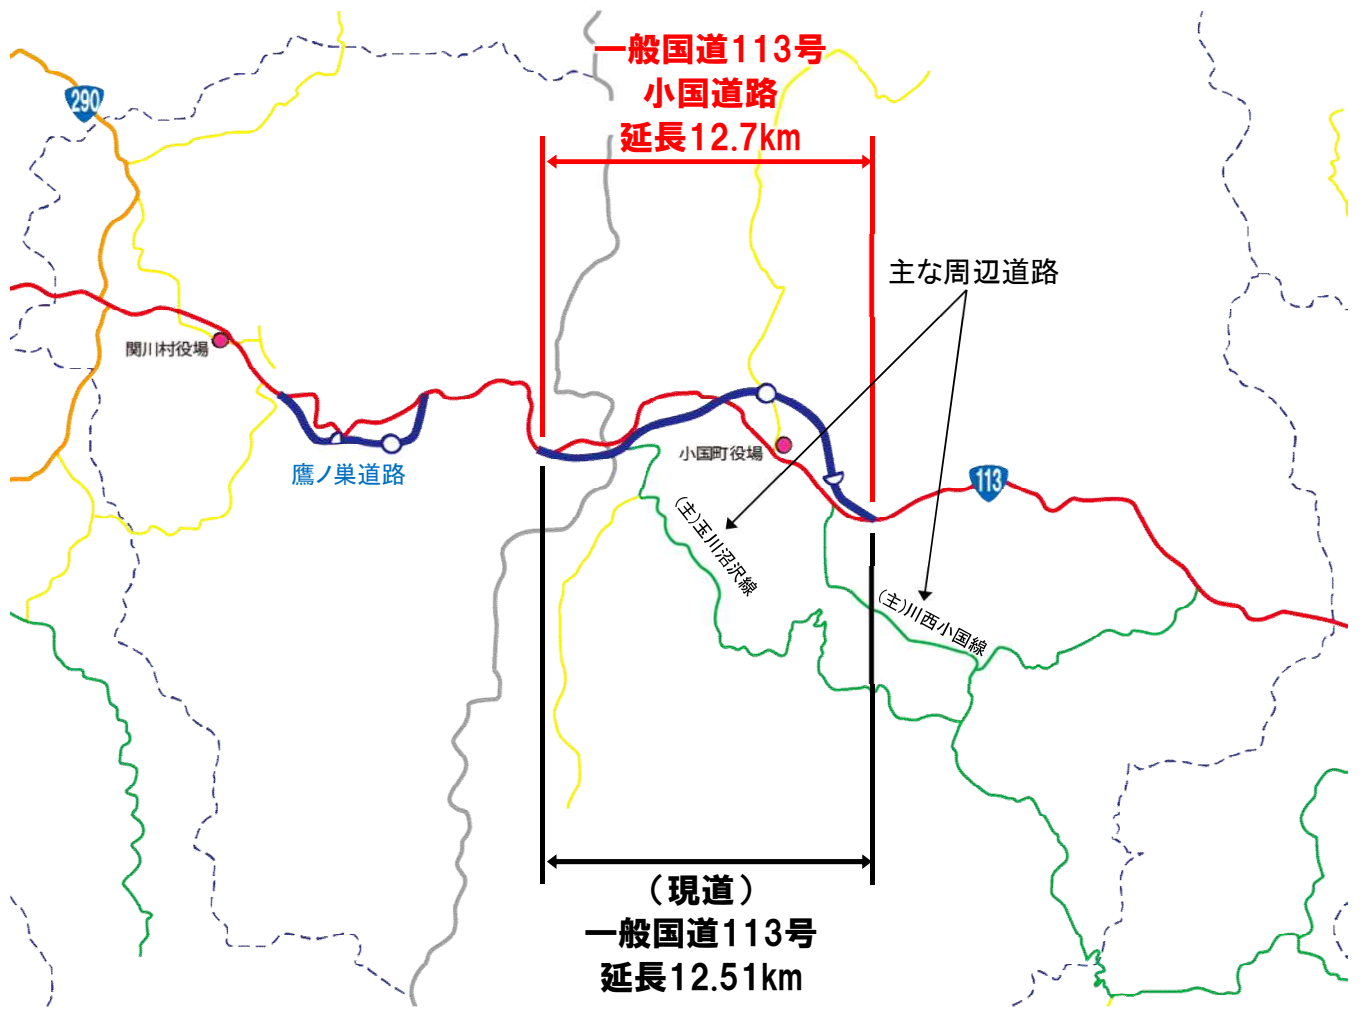 一般国道113号
小国道路
延長12.7km
290
主な周辺道路
関川村役場
鷹ノ巣道路
小国町役場
113
(主)玉川沼沢線
(主)川西小国線
（現道）
一般国道113号
延長12.51km